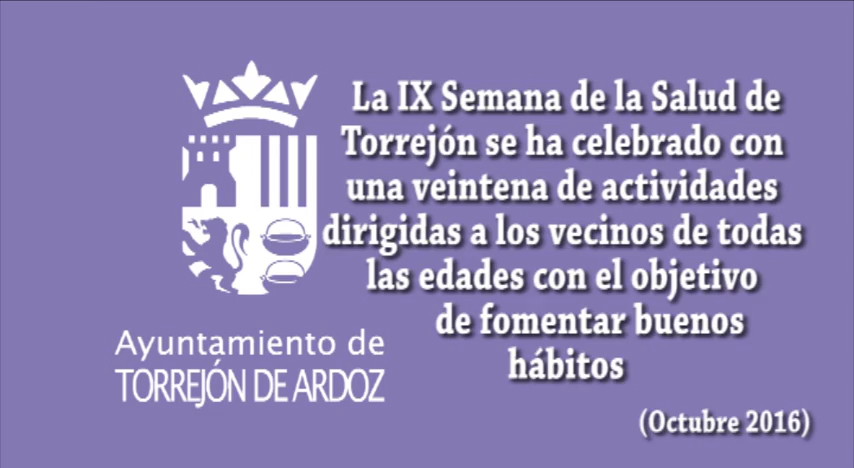 La IX Semana de la Salud de
Torrejón se ha celebrado con
una veintena de actividades
dirigidas a los vecinos de todas
las edades con el objetivo
de fomentar buenos
hábitos
(Octubre 2016)
Ayuntamiento de
TORREJÓN DE ARDOZ